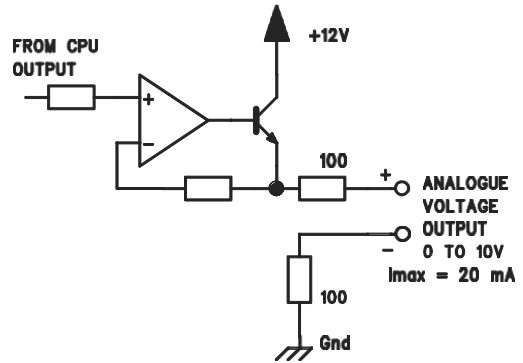 FROM CPU
OUTPUT
+12V
+
-
100
+
ANALOGUE
VOLTAGE
OUTPUT
-
0 TO 10V
Imax = 20 mA
100
Gnd